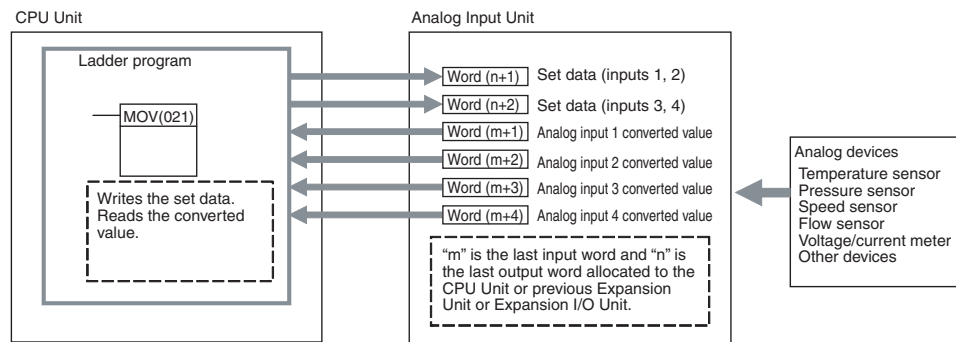 CPU Unit
Ladder program
MOV(021)
Writes the set data.
Reads the converted
value.
Analog Input Unit
Word (n+1) Set data (inputs 1, 2)
Word (n+2) Set data (inputs 3, 4)
Word (m+1) Analog input 1 converted value
Word (m+2) Analog input 2 converted value
Word (m+3) Analog input 3 converted value
Word (m+4) Analog input 4 converted value
“m” is the last input word and “n” is
the last output word allocated to the
CPU Unit or previous Expansion
Unit or Expansion I/O Unit.
Analog devices
Temperature sensor
Pressure sensor
Speed sensor
Flow sensor
Voltage/current meter
Other devices